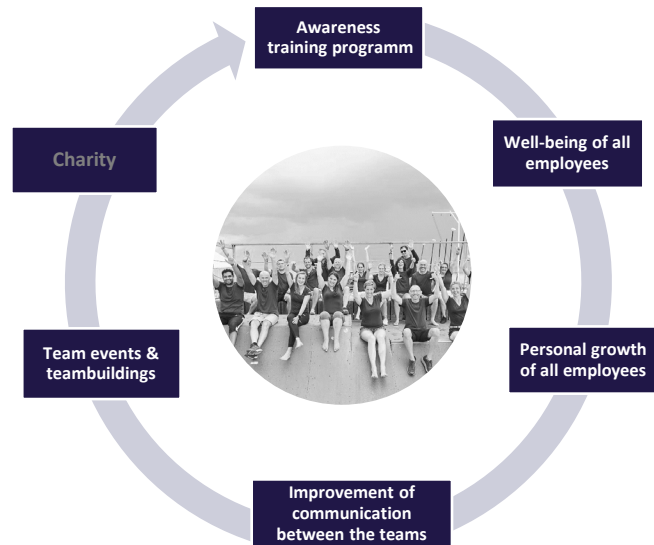 Awareness
training programm
Well-being of all
employees
Personal growth
of all employees
Improvement of
communication
between the teams
Team events &
teambuildings
Charity